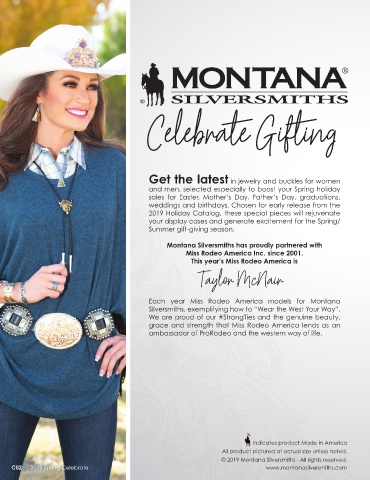 MONTANA®
® SILVERSMITHS
Celebrate Gifting
Get the latest in jewelry and buckles for women
and men, selected especially to boost your Spring holiday
sales for Easter, Mother's Day, Father's Day, graduations,
weddings and birthdays. Chosen for early release from the
2019 Holiday Catalog, these special pieces will rejuvenate
your display cases and generate excitement for the Spring/
Summer gift-giving season.
Montana Silversmiths has proudly partnered with
Miss Rodeo America Inc. since 2001.
This year's Miss Rodeo America is
Taylor McNair
Each year Miss Rodeo America models for Montana
Silversmiths, exemplifying how to "Wear the West Your Way".
We are proud of our #StrongTies and the genuine beauty,
grace and strength that Miss Rodeo America lends as an
ambassador of ProRodeo and the western way of life.
Indicates product Made in America
All product pictured at actual size unless noted.
© 2019 Montana Silversmiths - All rights reserved.
www.montanasilversmiths.com
C02 Spring Celebrate